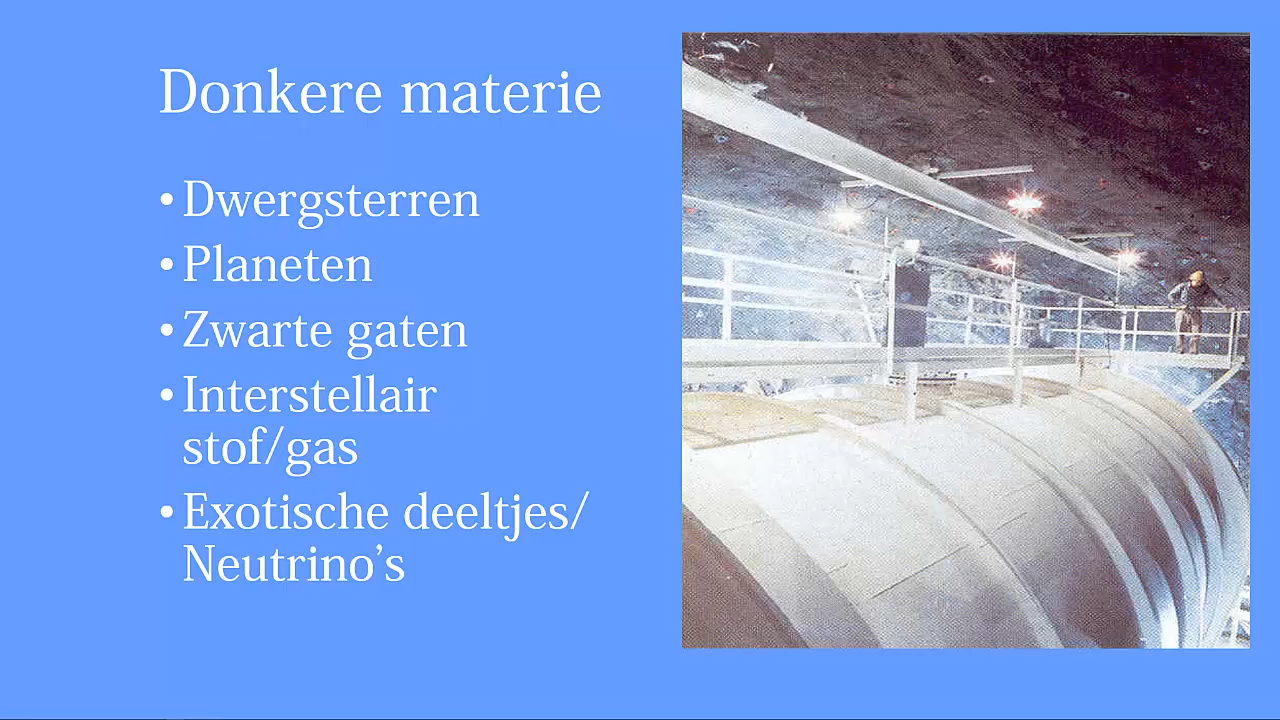 Donkere materie
• Dwergsterren
• Planeten
• Zwarte gaten
• Interstellair
stof/gas
• Exotische deeltjes/
Neutrino’s